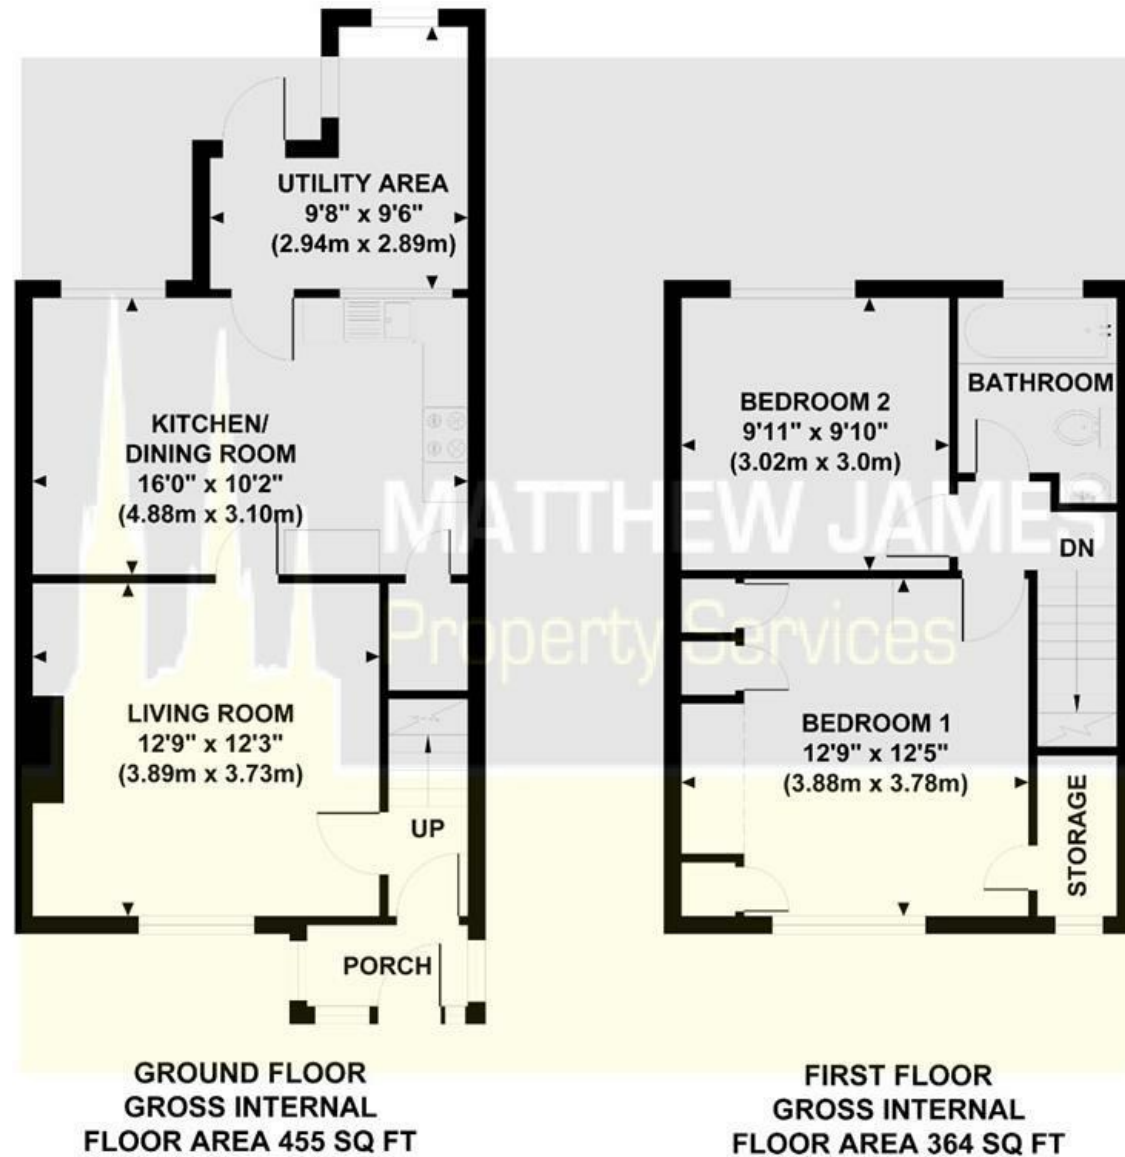 UTILITY AREA
9'8" x 9'6"
(2.94m x 2.89m)
KITCHEN/
DINING ROOM
16'0" x 10'2"
(4.88m x 3.10m)
LIVING ROOM
12'9" x 12'3"
(3.89m x 3.73m)
UP
PORCH
GROUND FLOOR
GROSS INTERNAL
FLOOR AREA 455 SQ FT
BEDROOM 2
9'11" x 9'10"
(3.02m x 3.0m)
BATHROOM
DN
BEDROOM 1
12'9" x 12'5"
(3.88m x 3.78m)
STORAGE
FIRST FLOOR
GROSS INTERNAL
FLOOR AREA 364 SQ FT
MATTHEW JAMES
Property Services